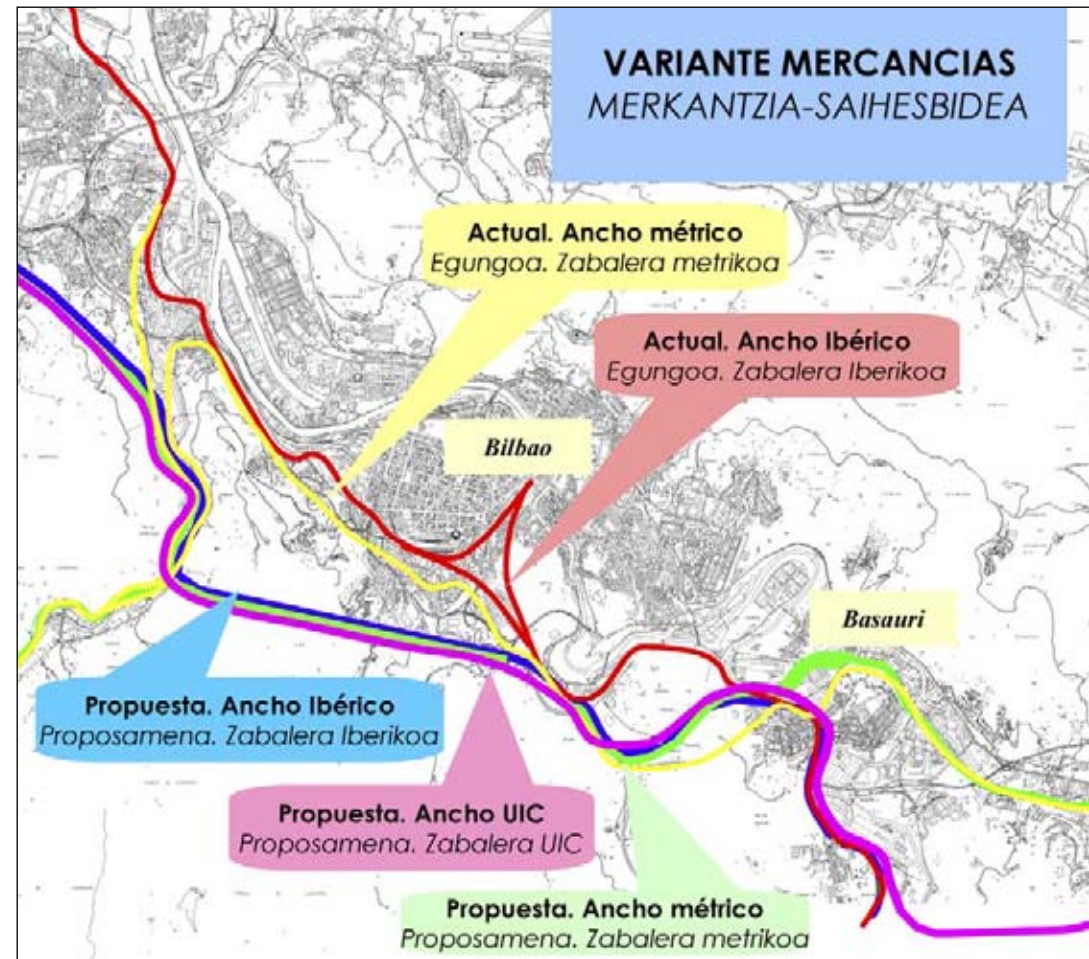 VARIANTE MERCANCIAS
MERKANTZIA-SAIHESBIDEA
Actual. Ancho métrico
Egungoa. Zabalera metrikoa
Actual. Ancho Ibérico
Egungoa. Zabalera Iberikoa
Bilbao
Basauri
Propuesta. Ancho Ibérico
Proposamena. Zabalera Iberikoa
Propuesta. Ancho UIC
Proposamena. Zabalera UIC
Propuesta. Ancho métrico
Proposamena. Zabalera metrikoa